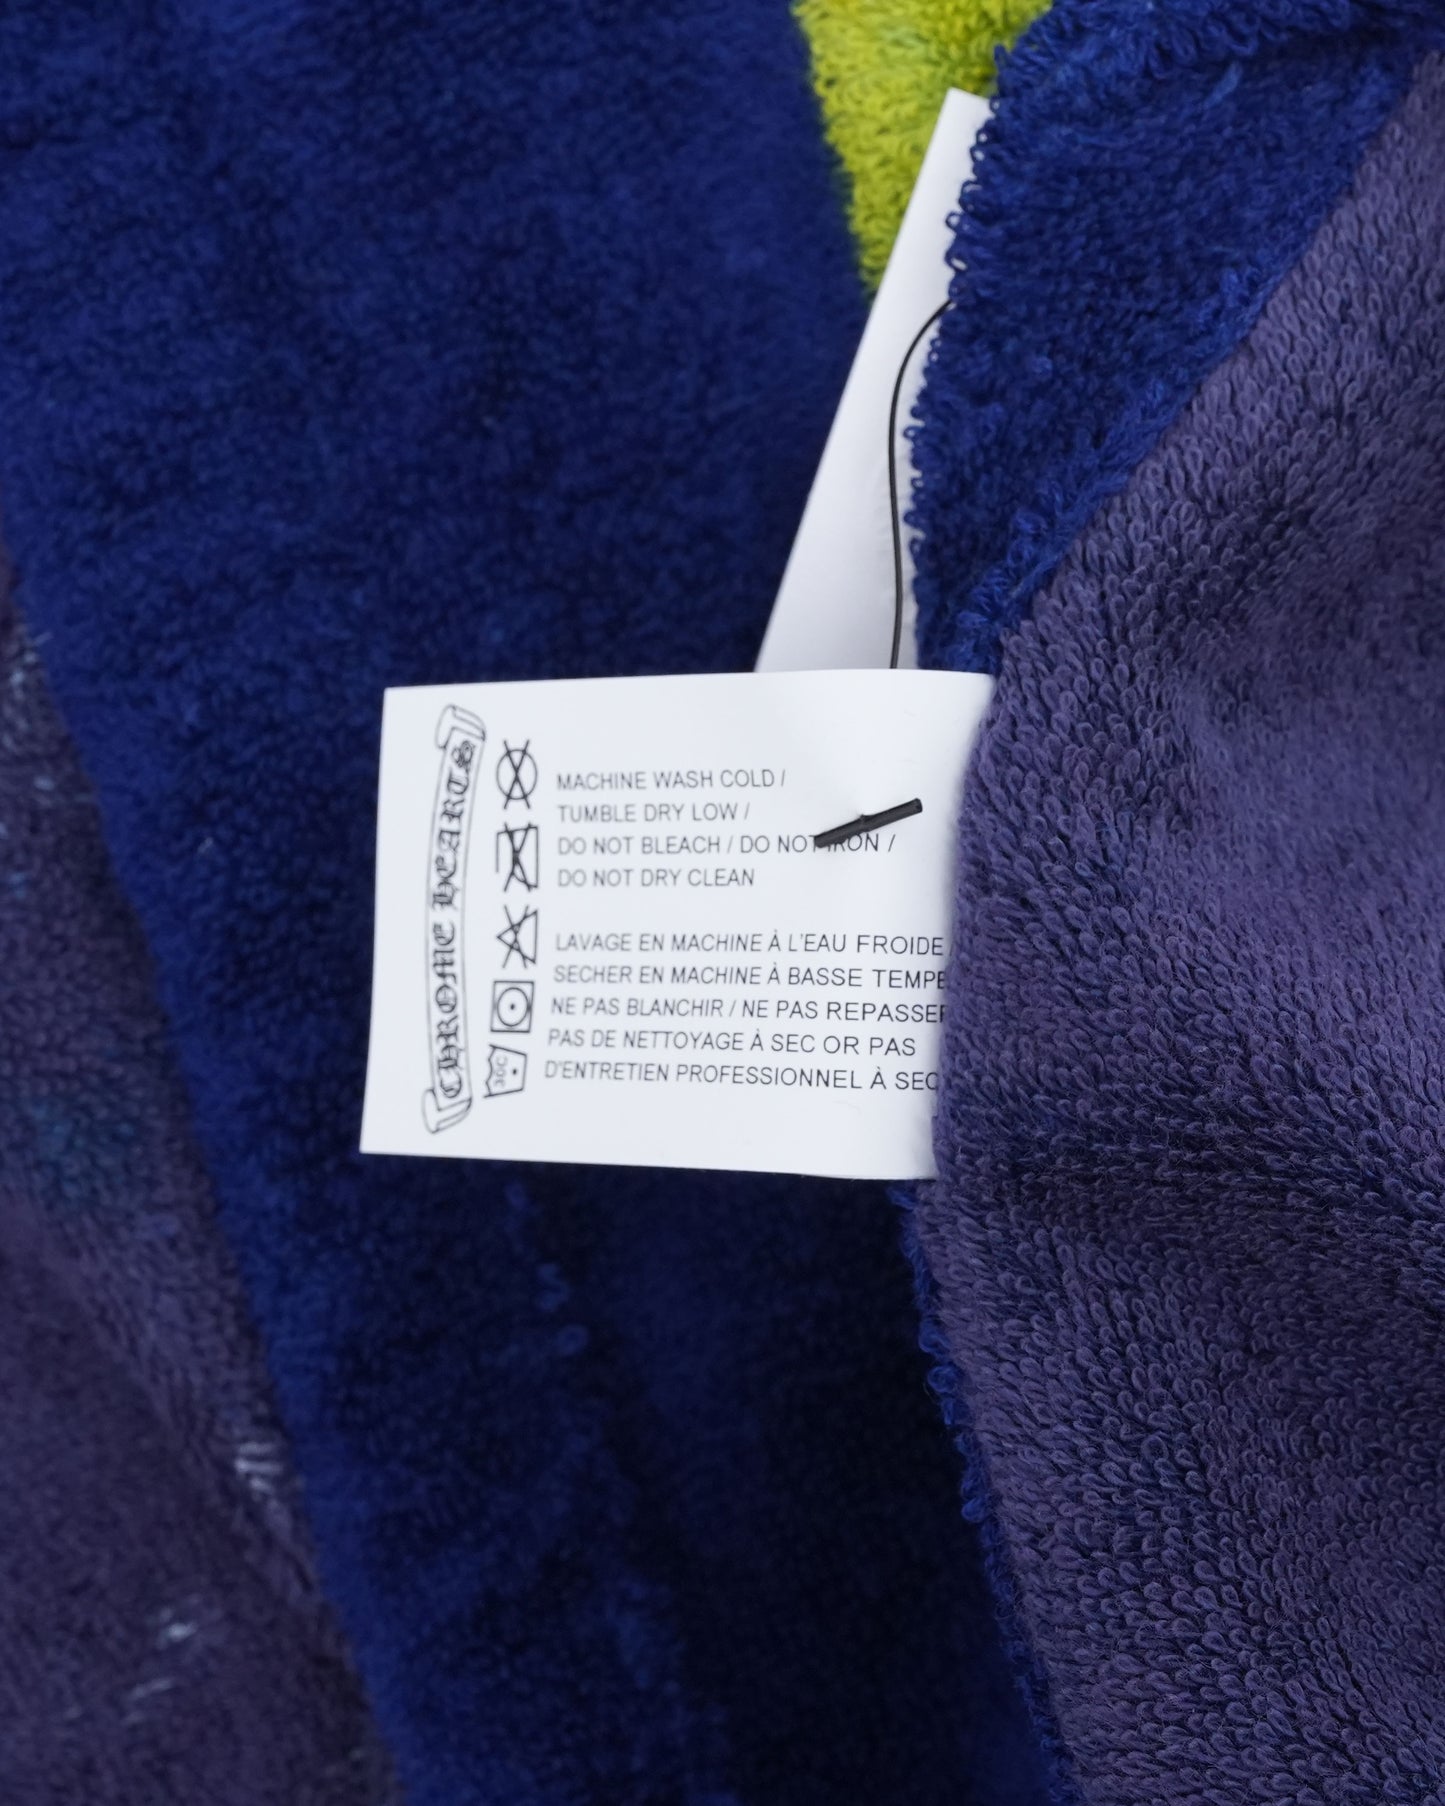 CHROME HEARTS
MACHINE WASH COLD /
TUMBLE DRY LOW /
DO NOT BLEACH / DO NOT IRON /
DO NOT DRY CLEAN
LAVAGE EN MACHINE À L'EAU FROIDE /
SECHER EN MACHINE À BASSE TEMPE
NE PAS BLANCHIR / NE PAS REPASSER
PAS DE NETTOYAGE À SEC OR PAS
D'ENTRETIEN PROFESSIONNEL À SEC
30C